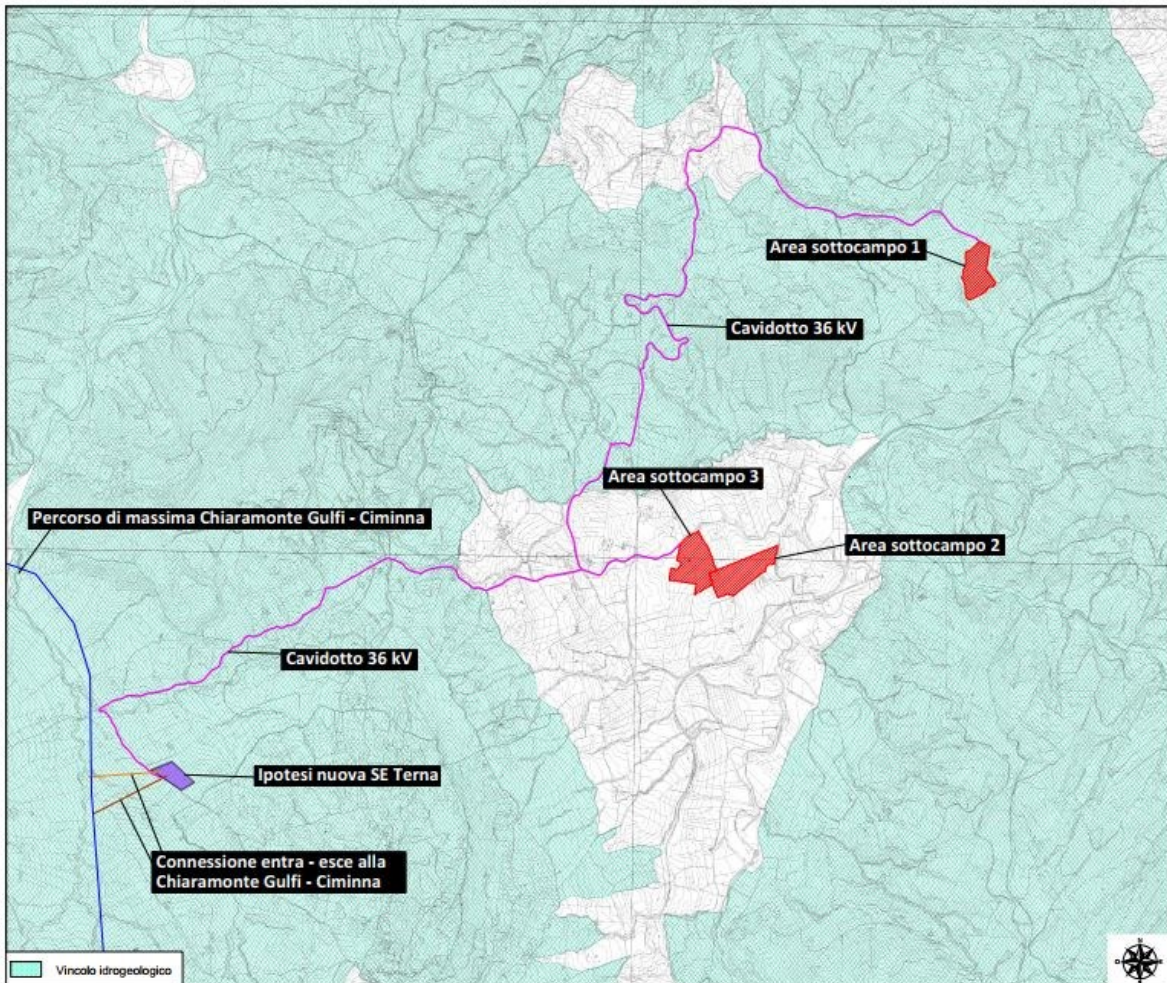 Area sottocampo 1
Cavidotto 36 kV
Area sottocampo 3
Percorso di massima Chiaramonte Gulfi - Ciminna
Area sottocampo 2
Cavidotto 36 kV
Ipotesi nuova SE Terna
Connessione entra - esce alla
Chiaramonte Gulfi - Ciminna
Vincolo idrogeologico